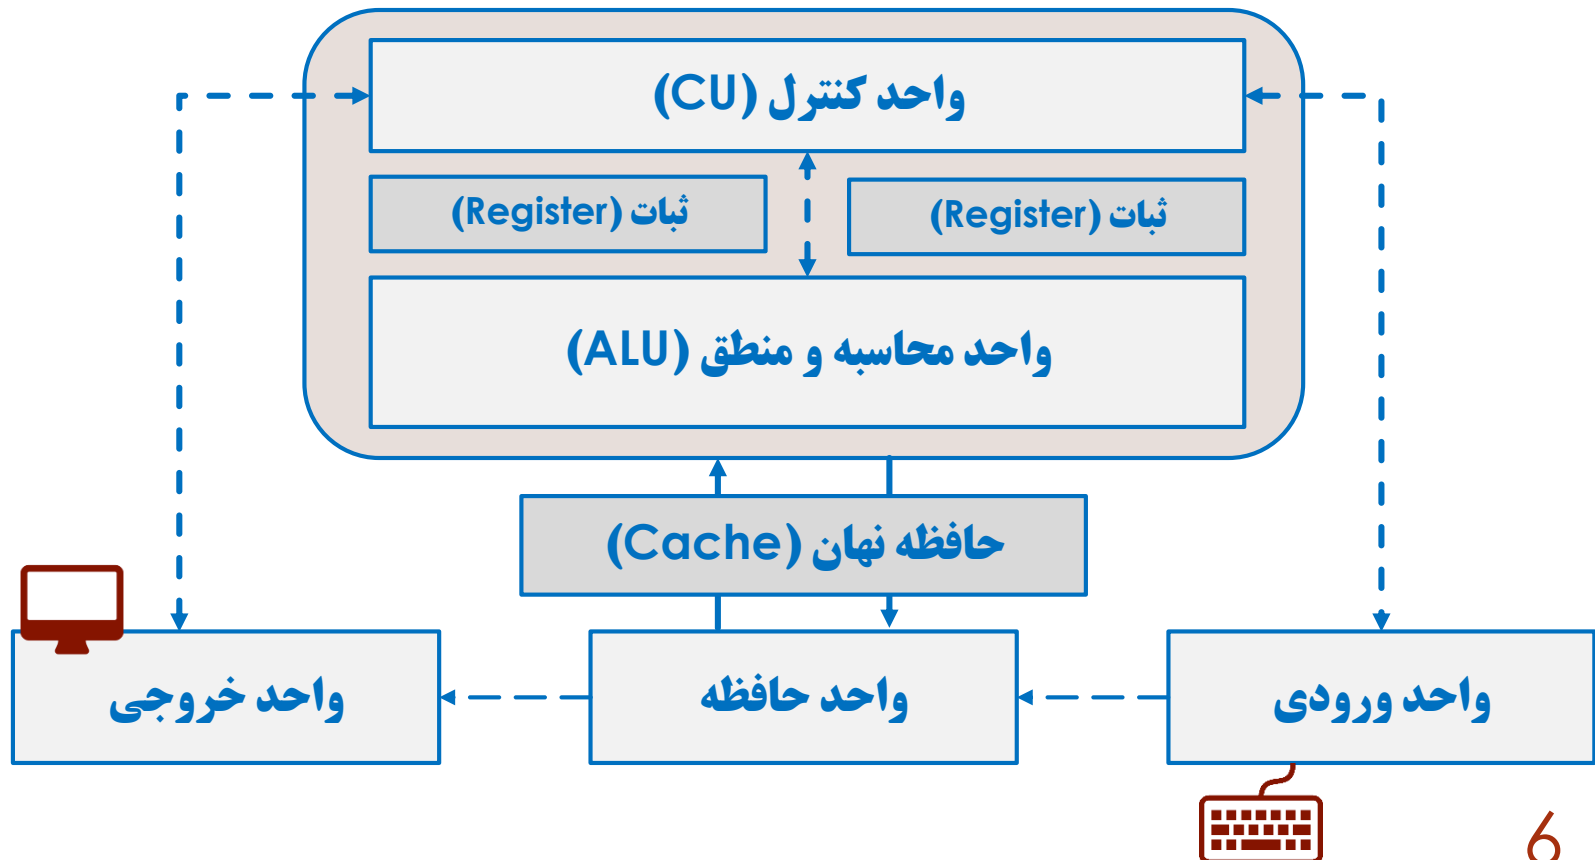 واحد کنترل (CU)
ثبات (Register)
ثبات (Register)
واحد محاسبه و منطق (ALU)
حافظه نهان (Cache)
واحد ورودی
واحد حافظه
واحد خروجی
6